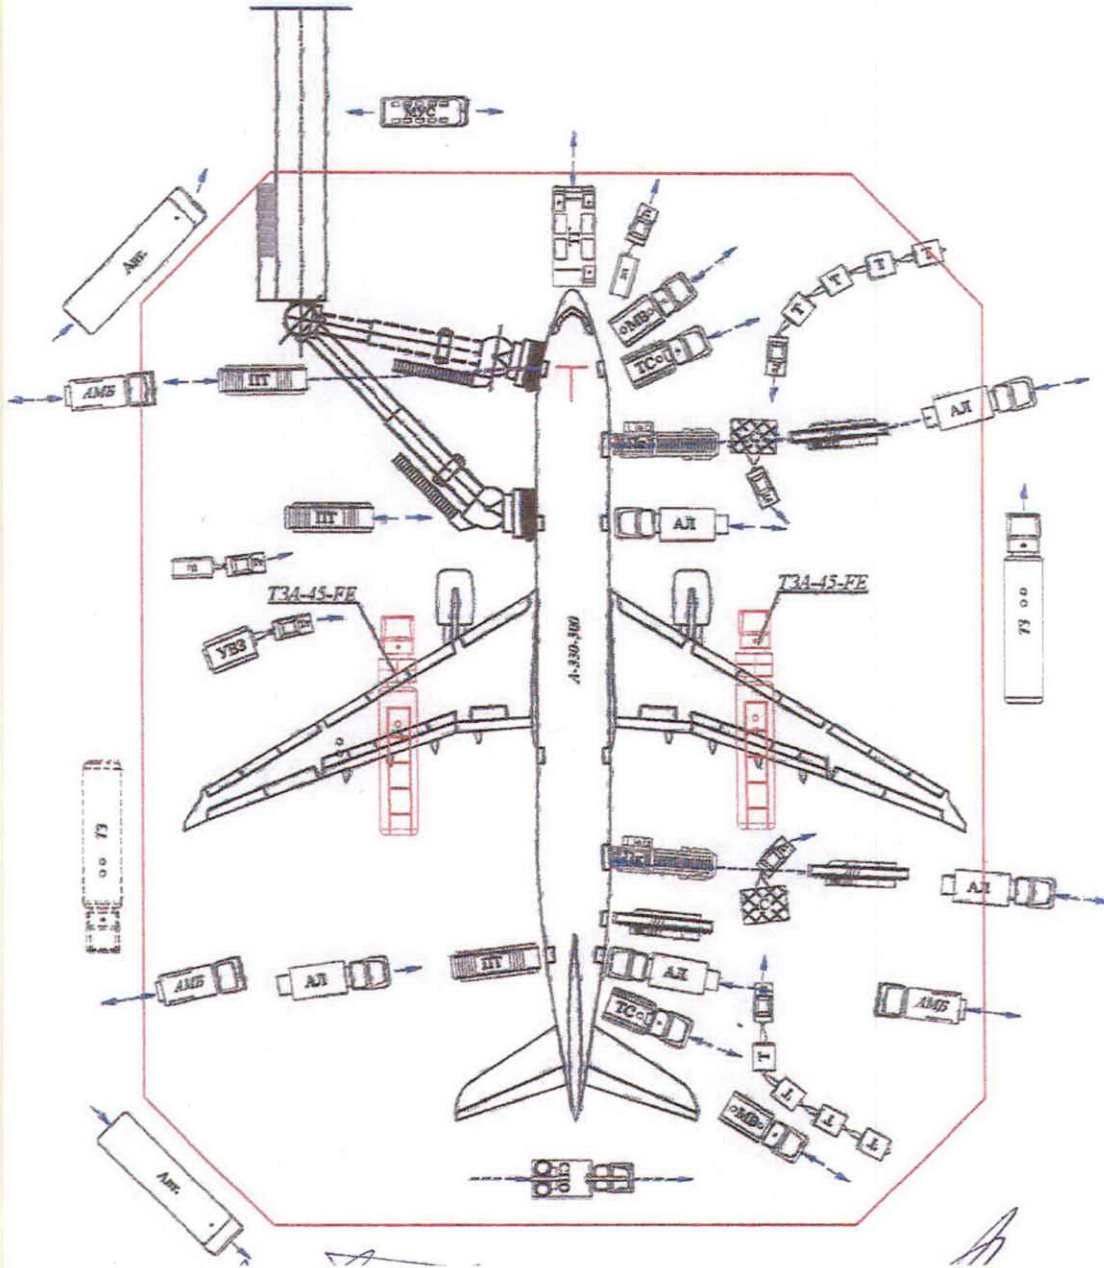 МУС
Авт.
ТГ
МВ
ТС
Т
Т
Т
Т
Т
АМБ
ПТ
АЛ
С
ПТ
АЛ
ТЗА-45-FE
ТЗА-45-FE
ТЗ
УВЗ
А-330-300
ТЗ
С
АЛ
АМБ
АЛ
ПТ
АЛ
АМБ
ТС
Т
Т
Т
Т
МВ
Авт.